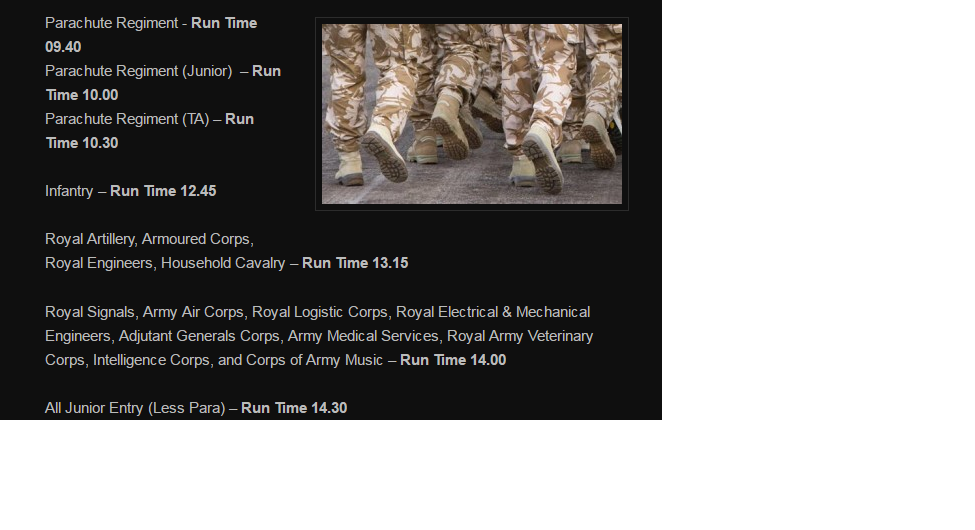 Parachute Regiment - Run Time
09.40
Parachute Regiment (Junior) – Run
Time 10.00
Parachute Regiment (TA) – Run
Time 10.30
Infantry – Run Time 12.45
Royal Artillery, Armoured Corps,
Royal Engineers, Household Cavalry – Run Time 13.15
Royal Signals, Army Air Corps, Royal Logistic Corps, Royal Electrical & Mechanical
Engineers, Adjutant Generals Corps, Army Medical Services, Royal Army Veterinary
Corps, Intelligence Corps, and Corps of Army Music – Run Time 14.00
All Junior Entry (Less Para) – Run Time 14.30